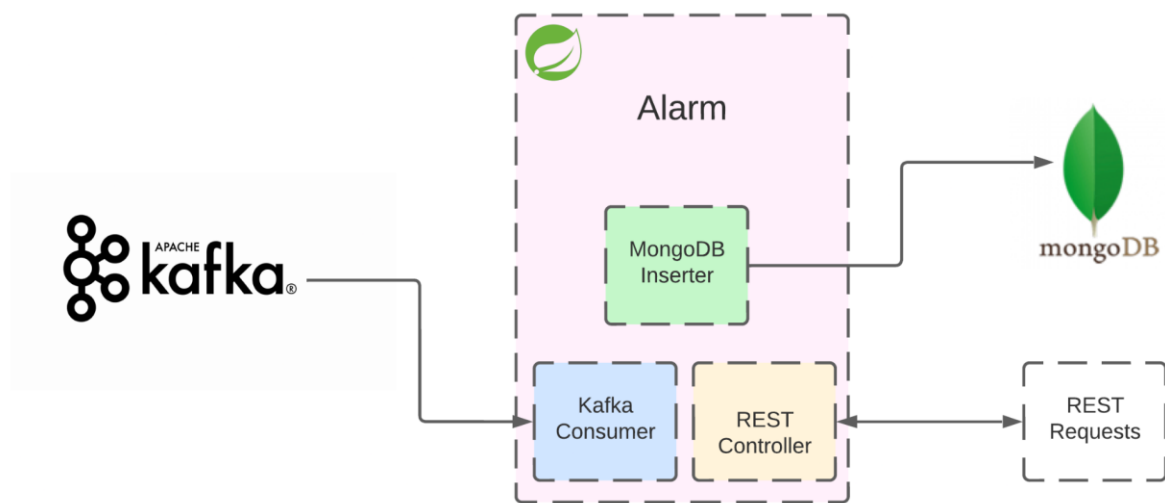 Alarm
APACHE
kafka®
MongoDB
Inserter
mongoDB
Kafka
Consumer
REST
Controller
REST
Requests